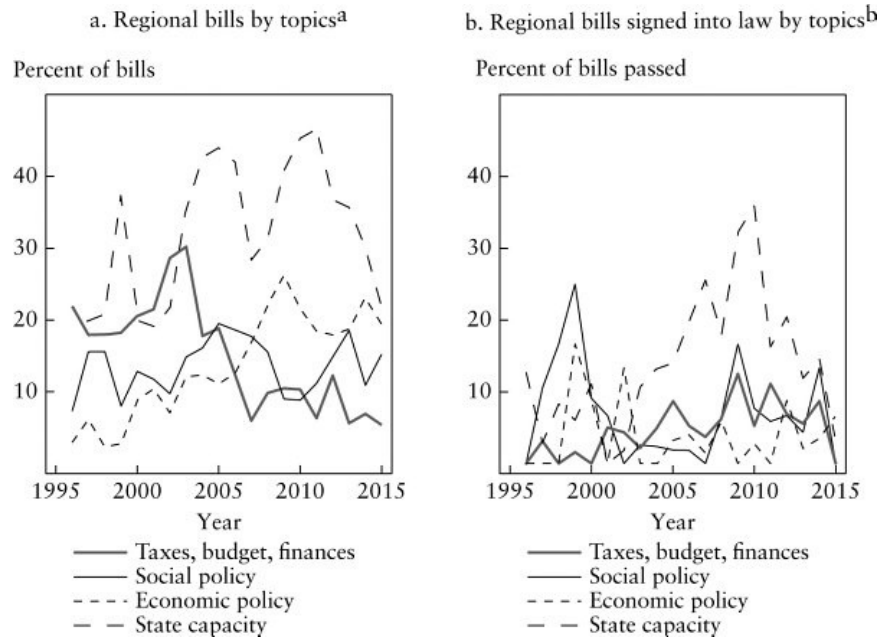 a. Regional bills by topicsa
Percent of bills
40
30
20
10
1995 2000 2005 2010 2015
Year
Taxes, budget, finances
Social policy
Economic policy
State capacity
b. Regional bills signed into law by topicsb
Percent of bills passed
40
30
20
10
1995 2000 2005 2010 2015
Year
Taxes, budget, finances
Social policy
Economic policy
State capacity